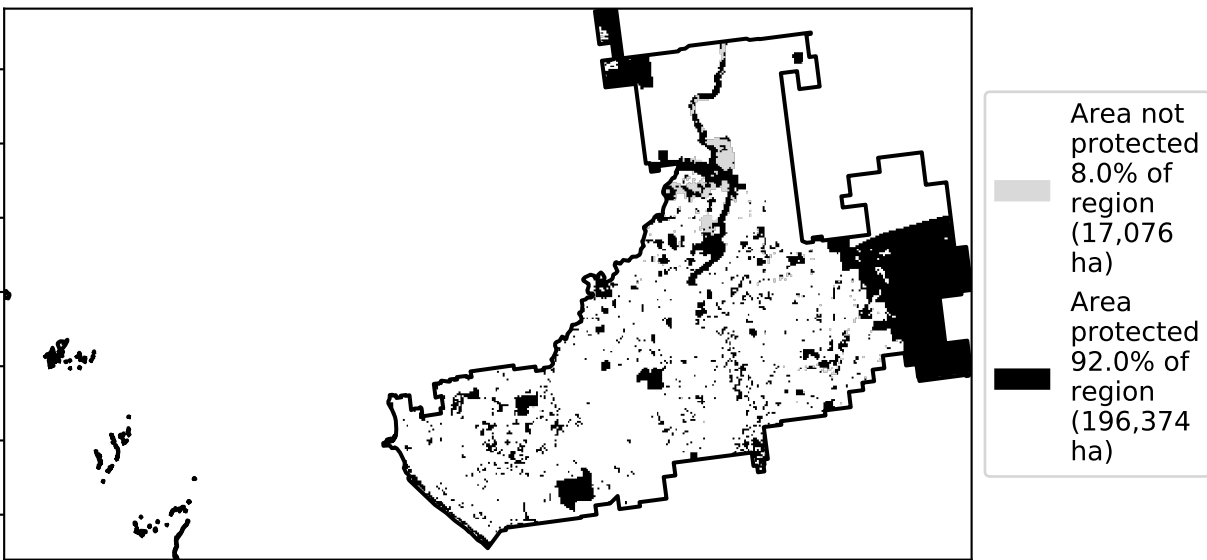 Area not
protected
8.0% of
region
(17,076
ha)
Area
protected
92.0% of
region
(196,374
ha)